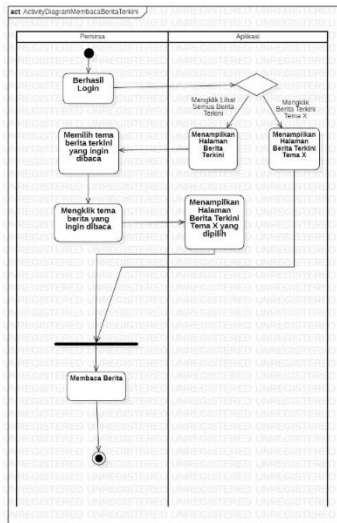 act ActivityDiagramMembacaBeritaTerkini
Pemirsa
Aplikasi
Berhasil
Login
Mengklik Lihat
Semua Berita
Terkini
Mengklik
Berita Terkini
Tema X
Memilih tema
berita terkini
yang ingin
dibaca
Menampilkan
Halaman
Berita
Terkini
Menampilkan
Halaman
Berita Terkini
Tema X
Mengklik tema
berita yang
ingin dibaca
Menampilkan
Halaman
Berita Terkini
Tema X yang
dipilih
Membaca Berita
UNREGISTERED